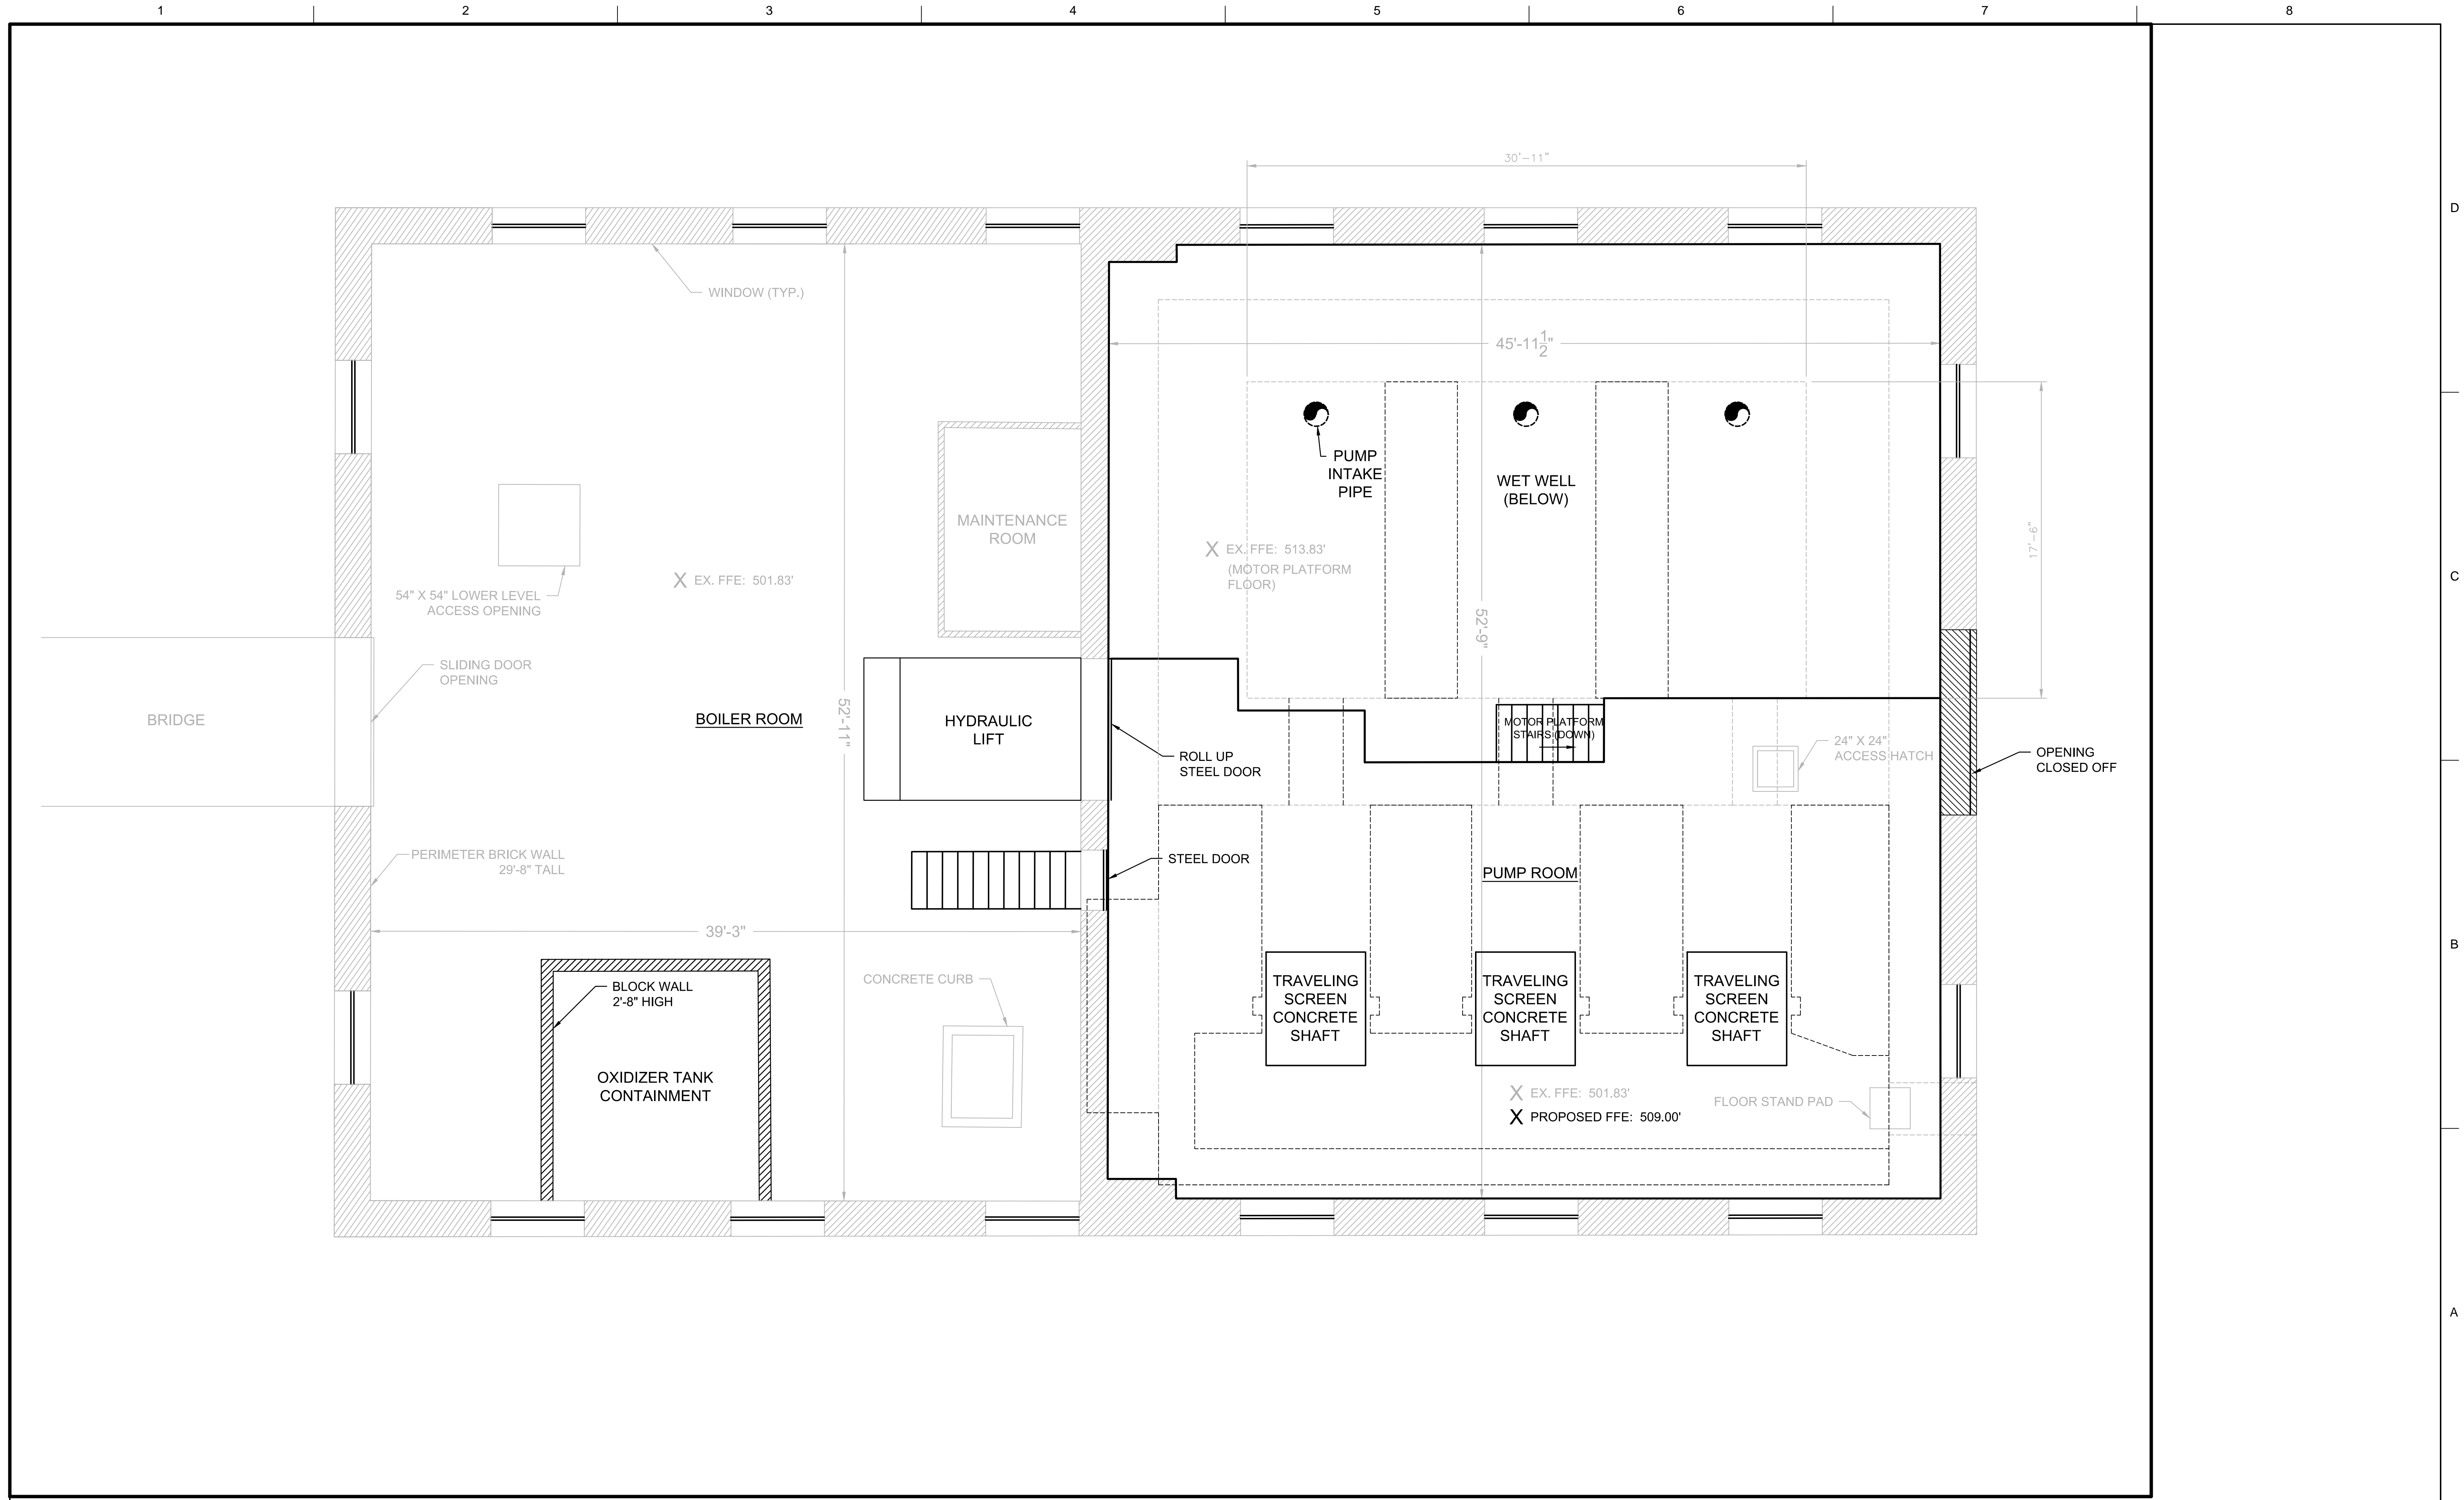 1 2 3 4 5 6 7 8
D
30'-11"
WINDOW (TYP.)
45'-11 1/2"
PUMP
INTAKE
PIPE
WET WELL
(BELOW)
MAINTENANCE
ROOM
17'-6"
X EX. FFE: 513.83'
(MOTOR PLATFORM
FLOOR)
X EX. FFE: 501.83'
C
54" X 54" LOWER LEVEL
ACCESS OPENING
52'-9"
SLIDING DOOR
OPENING
BRIDGE
BOILER ROOM
52'-11"
HYDRAULIC
LIFT
MOTOR PLATFORM
STAIRS (DOWN)
ROLL UP
STEEL DOOR
24" X 24"
ACCESS HATCH
OPENING
CLOSED OFF
PERIMETER BRICK WALL
29'-8" TALL
STEEL DOOR
PUMP ROOM
39'-3"
B
CONCRETE CURB
BLOCK WALL
2'-8" HIGH
TRAVELING
SCREEN
CONCRETE
SHAFT
TRAVELING
SCREEN
CONCRETE
SHAFT
TRAVELING
SCREEN
CONCRETE
SHAFT
OXIDIZER TANK
CONTAINMENT
X EX. FFE: 501.83'
X PROPOSED FFE: 509.00'
FLOOR STAND PAD
A